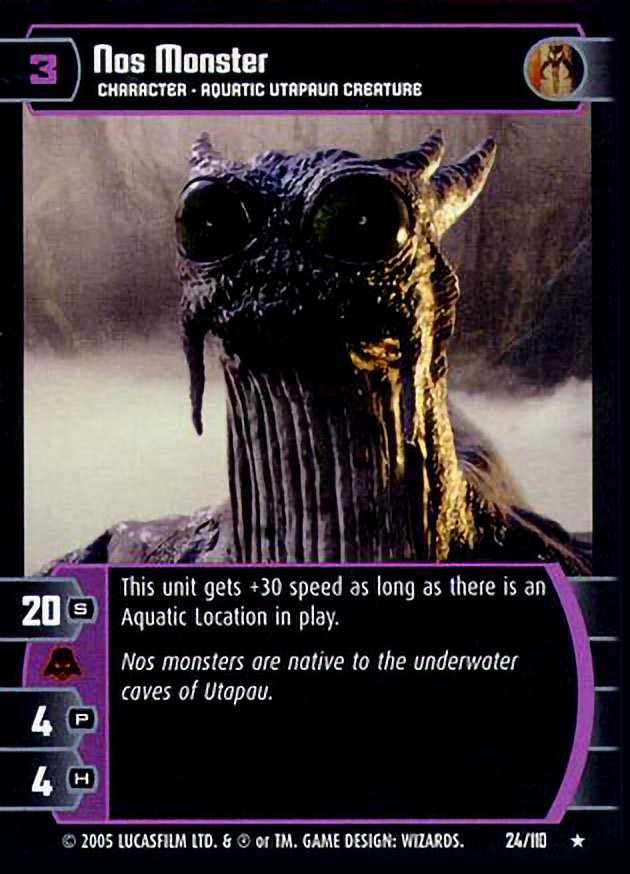 3
Nos Monster
CHARACTER · AQUATIC UTAPAUN CREATURE
This unit gets +30 speed as long as there is an
Aquatic Location in play.
Nos monsters are native to the underwater
caves of Utapau.
20 S
4 P
4 H
© 2005 LUCASFILM LTD. & ® or TM. GAME DESIGN: WIZARDS. 24/110 ★